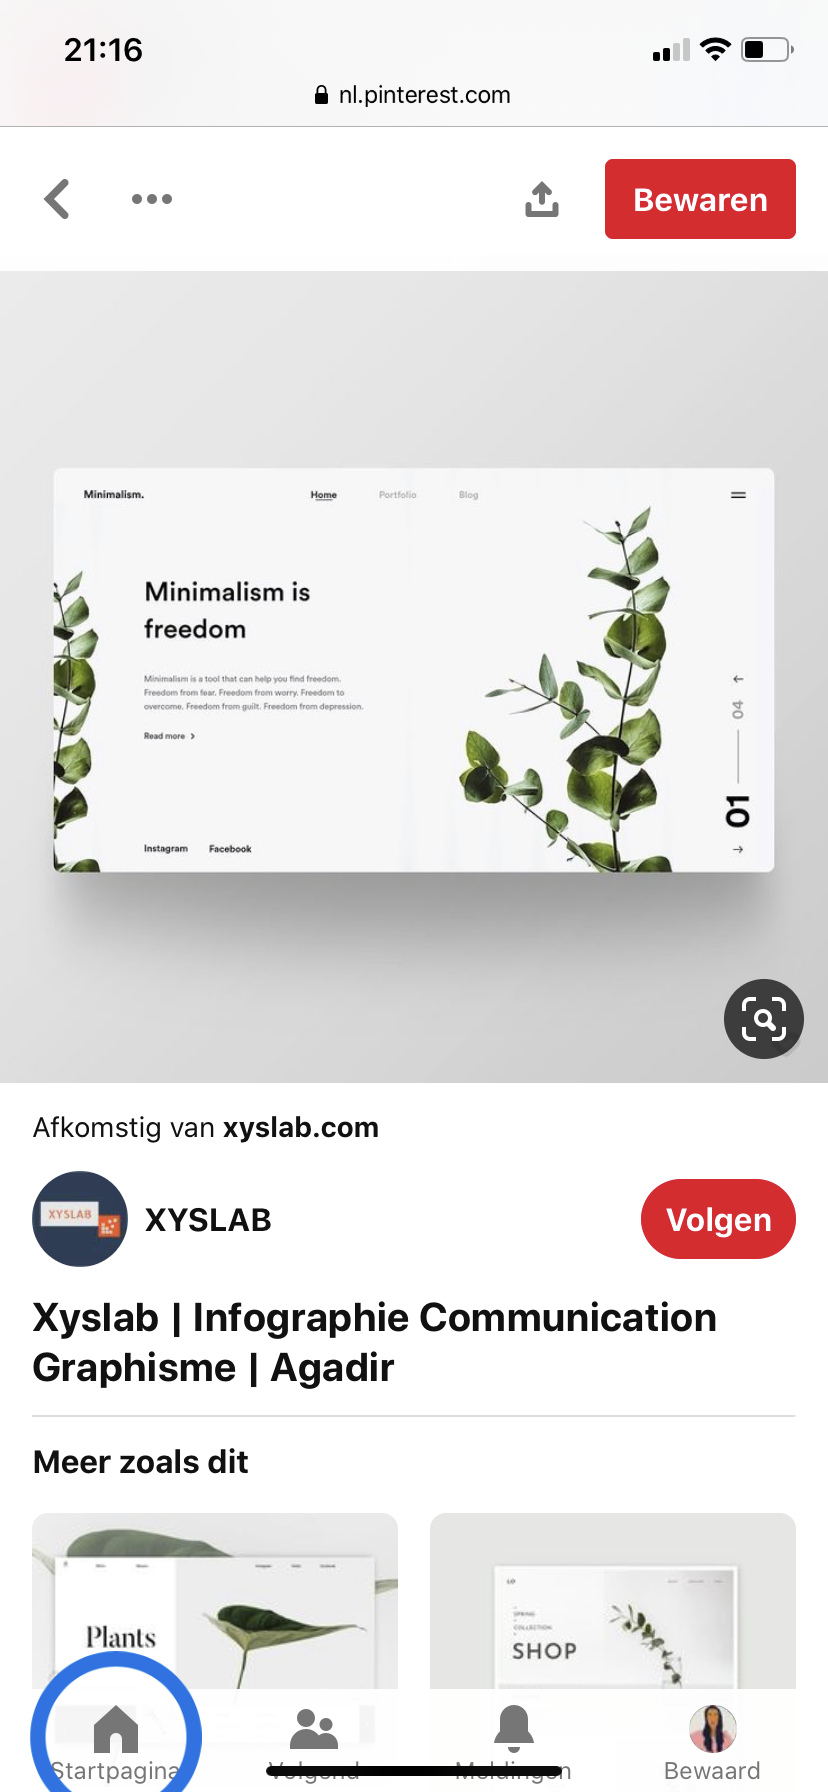 21:16
nl.pinterest.com
Bewaren
Minimalism.
Home Portfolio Blog
Minimalism is
freedom
Minimalism is a tool that can help you find freedom.
Freedom from fear. Freedom from worry. Freedom to
overcome. Freedom from guilt. Freedom from depression.
Read more
04
01
Instagram Facebook
Afkomstig van xyslab.com
XYSLAB
XYSLAB
Volgen
Xyslab | Infographie Communication
Graphisme | Agadir
Meer zoals dit
Plants
SPRING
COLLECTION
SHOP
Startpagina Volgend Meldingen Bewaard